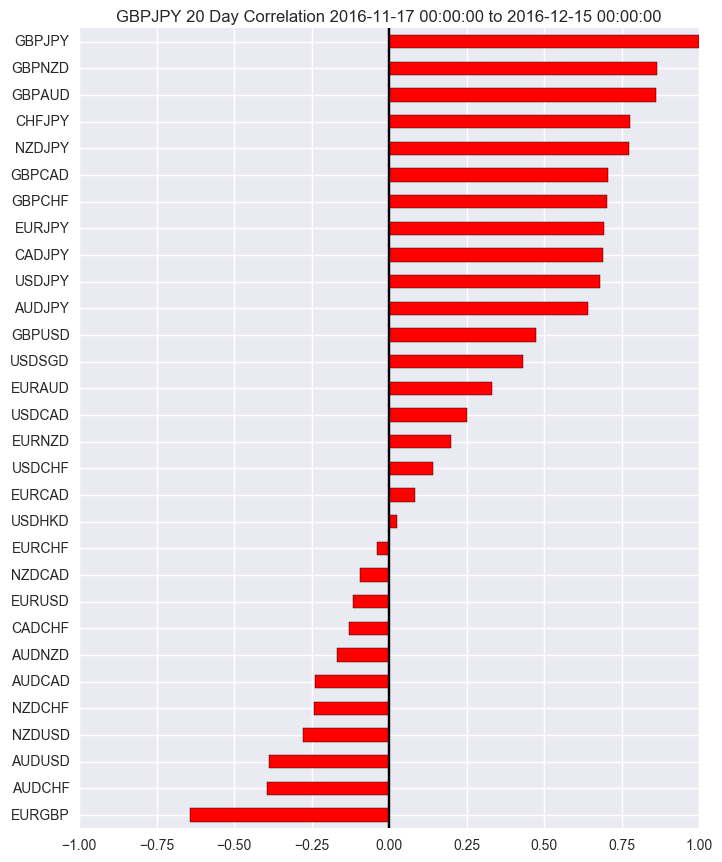 GBPJPY 20 Day Correlation 2016-11-17 00:00:00 to 2016-12-15 00:00:00
GBPJPY
GBPNZD
GBPAUD
CHFJPY
NZDJPY
GBPCAD
GBPCHF
EURJPY
CADJPY
USDJPY
AUDJPY
GBPUSD
USDSGD
EURAUD
USDCAD
EURNZD
USDCHF
EURCAD
USDHKD
EURCHF
NZDCAD
EURUSD
CADCHF
AUDNZD
AUDCAD
NZDCHF
NZDUSD
AUDUSD
AUDCHF
EURGBP
−1.00 −0.75 −0.50 −0.25 0.00 0.25 0.50 0.75 1.00